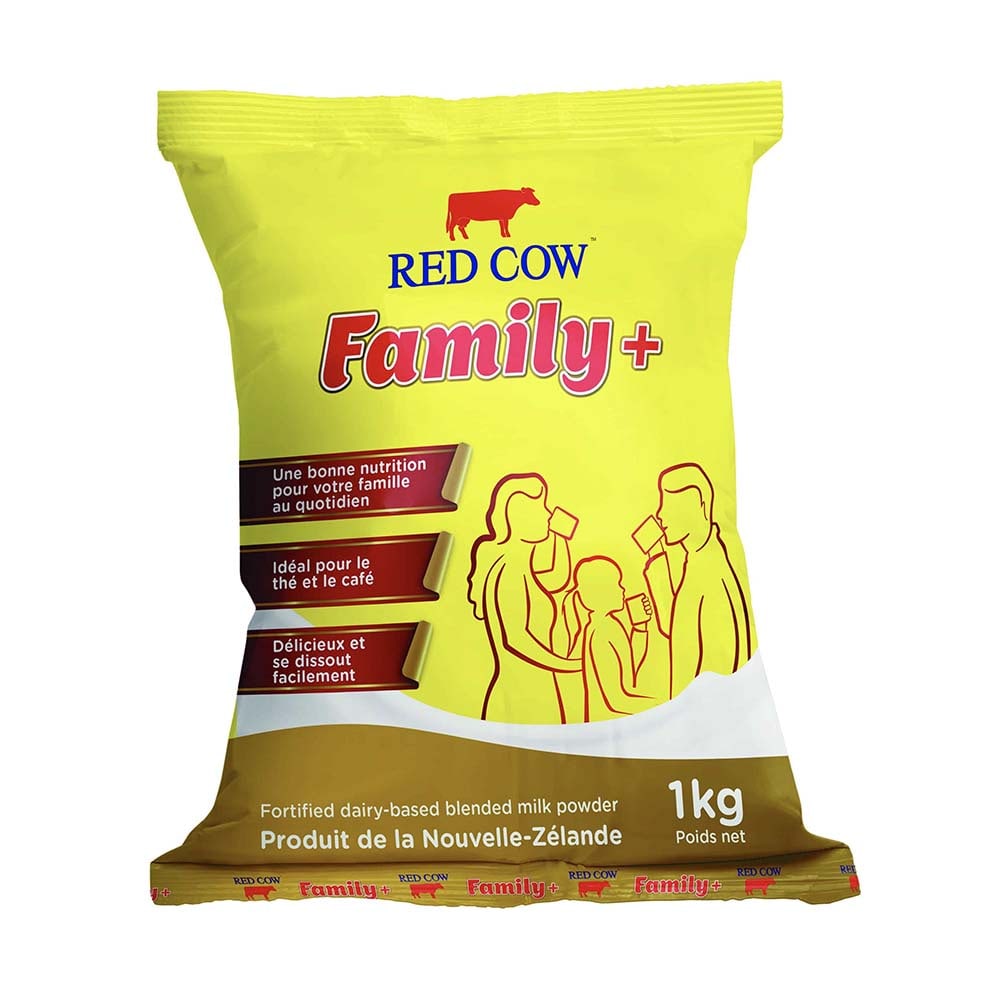 RED COW™
Family+
Une bonne nutrition
pour votre famille
au quotidien
Idéal pour le
thé et le café
Délicieux et
se dissout
facilement
Fortified dairy-based blended milk powder
Produit de la Nouvelle-Zélande
1kg
Poids net
RED COW Family+ RED COW Family+ RED COW Family+ RED COW